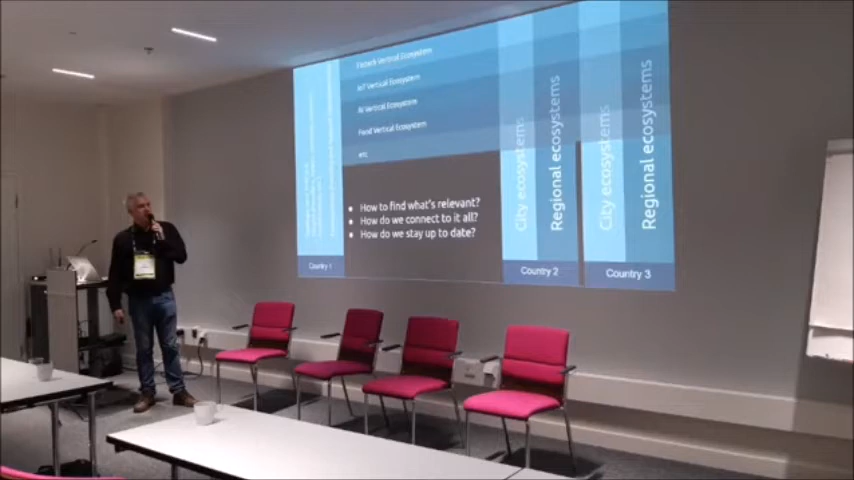 Vertical Ecosystem
IoT Vertical Ecosystem
AI Vertical Ecosystem
Food Vertical Ecosystem
etc
How to find what's relevant?
How do we connect to it all?
How do we stay up to date?
City ecosystems
Regional ecosystems
City ecosystems
Regional ecosystems
Country 1
Country 2
Country 3